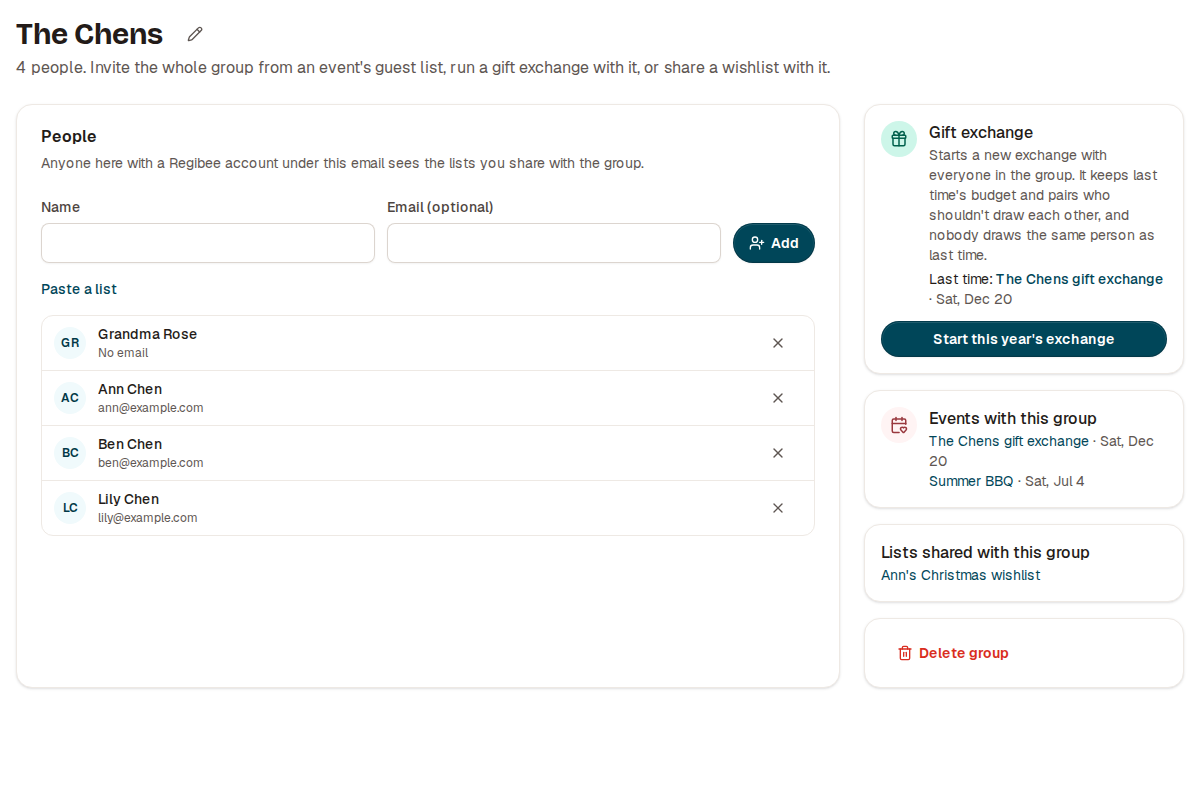 The Chens
4 people. Invite the whole group from an event's guest list, run a gift exchange with it, or share a wishlist with it.
People
Anyone here with a Regibee account under this email sees the lists you share with the group.
Name
Email (optional)
Add
Paste a list
GR
Grandma Rose
No email
AC
Ann Chen
ann@example.com
BC
Ben Chen
ben@example.com
LC
Lily Chen
lily@example.com
Gift exchange
Starts a new exchange with
everyone in the group. It keeps last
time's budget and pairs who
shouldn't draw each other, and
nobody draws the same person as
last time.
Last time: The Chens gift exchange
· Sat, Dec 20
Start this year's exchange
Events with this group
The Chens gift exchange · Sat, Dec
20
Summer BBQ · Sat, Jul 4
Lists shared with this group
Ann's Christmas wishlist
Delete group